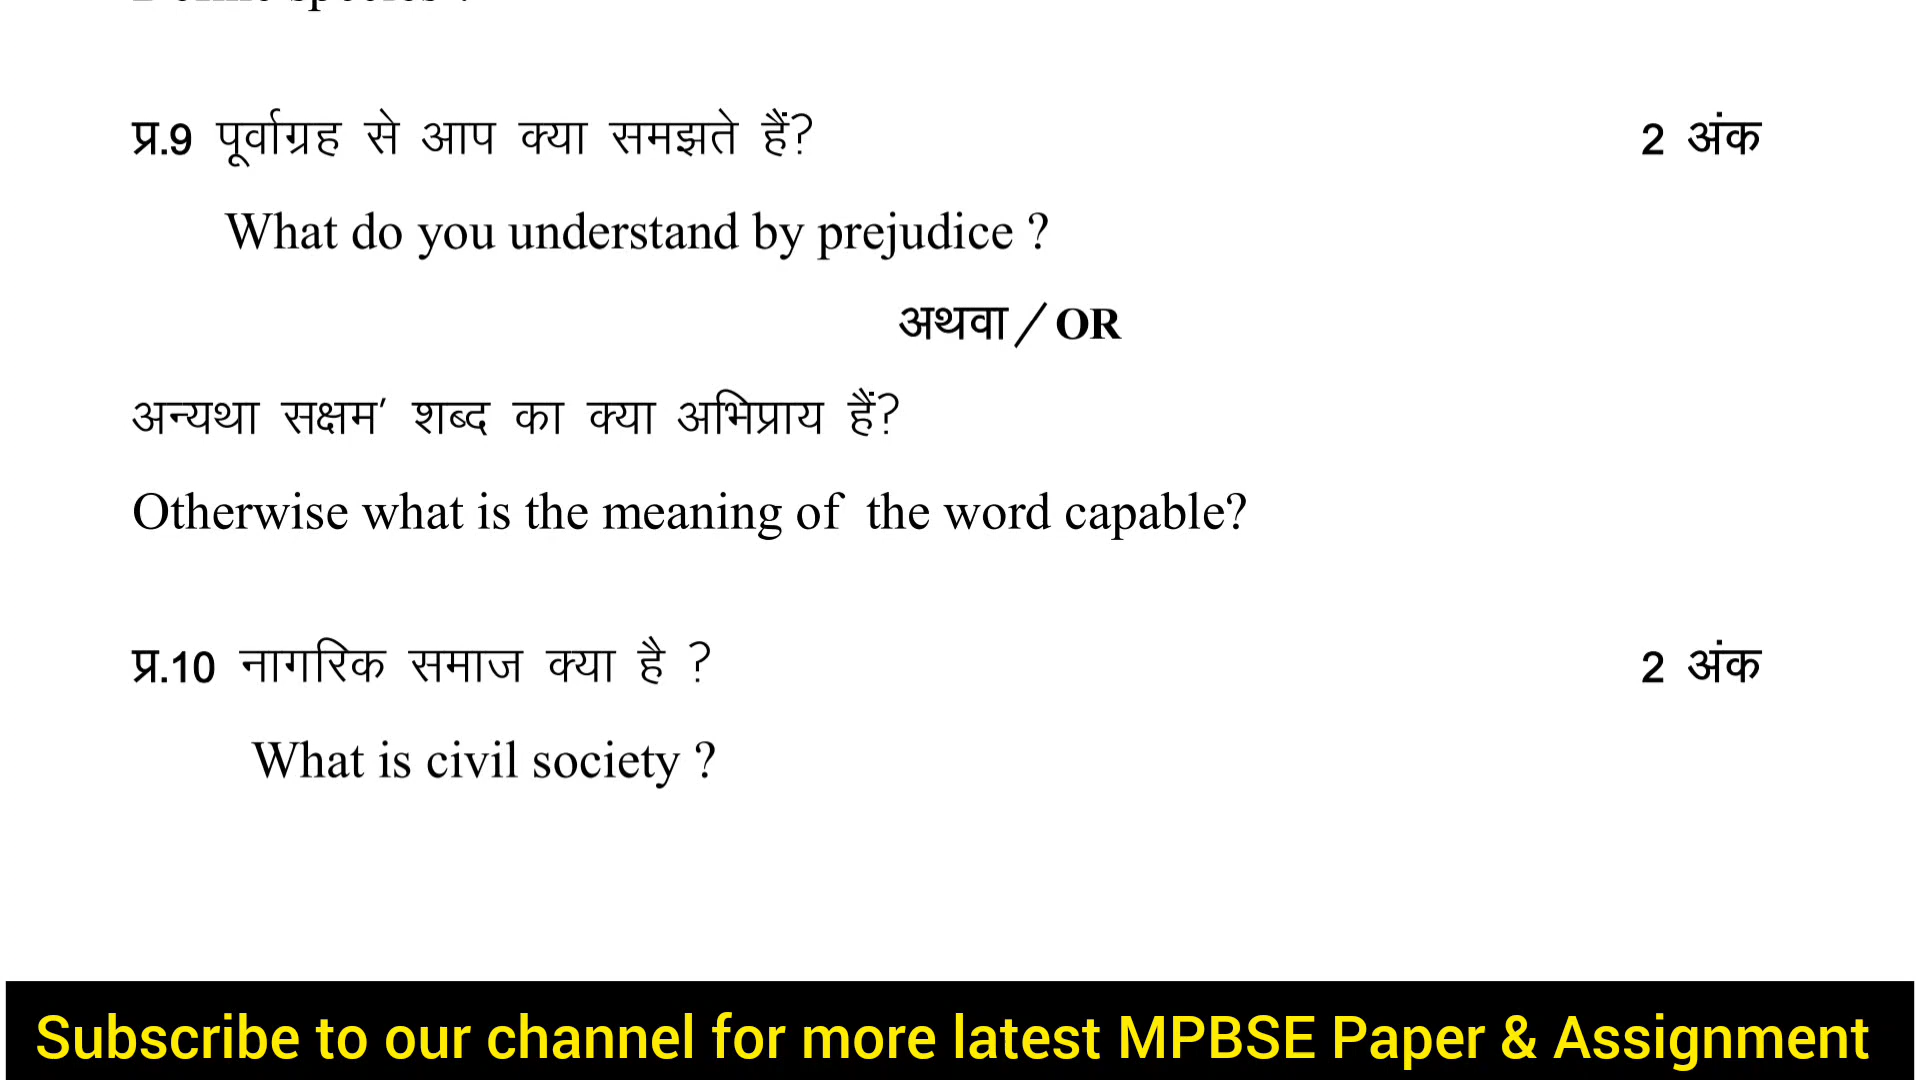 Define species ?
प्र.9 पूर्वाग्रह से आप क्या समझते हैं? 2 अंक
What do you understand by prejudice ?
अथवा / OR
अन्यथा सक्षम’ शब्द का क्या अभिप्राय हैं?
Otherwise what is the meaning of the word capable?
प्र.10 नागरिक समाज क्या है ? 2 अंक
What is civil society ?
Subscribe to our channel for more latest MPBSE Paper & Assignment